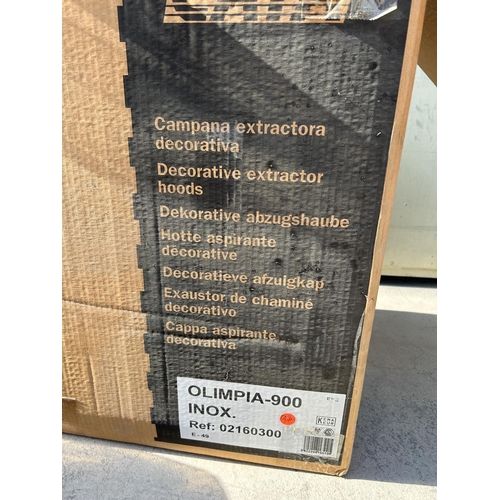 Campana extractora
decorativa
Decorative extractor
hoods
Dekorative abzugshaube
Hotte aspirante
décorative
Decoratieve afzuigkap
Exaustor de chaminé
decorativo
Cappa aspirante
decorativa
OLIMPIA-900
INOX.
Ref: 02160300
E - 49